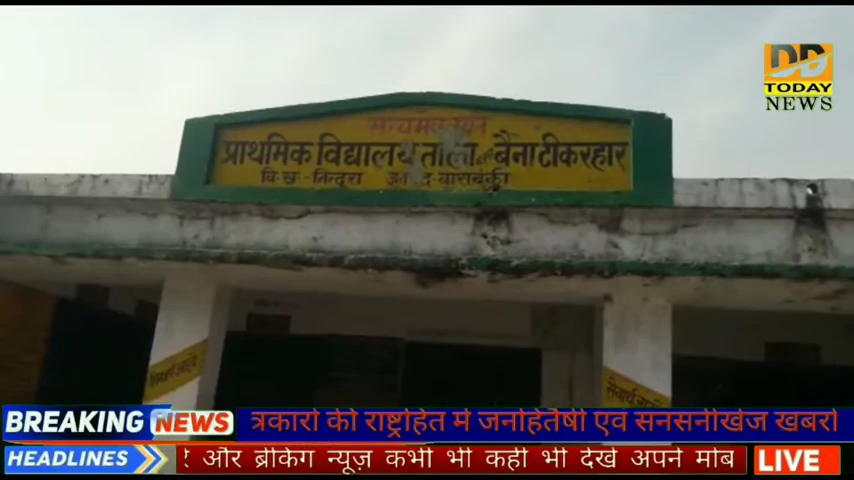 DD
TODAY
NEWS
प्राथमिक विद्यालय ताला बैना टीकरहार
वि.ख.-निन्दूरा जनपद-बाराबंकी
BREAKING NEWS
त्रकारों की राष्ट्रहित में जनहितैषी एवं सनसनीखेज खबरों
HEADLINES
र और ब्रेकिंग न्यूज़ कभी भी कही भी देखे अपने मोब
LIVE